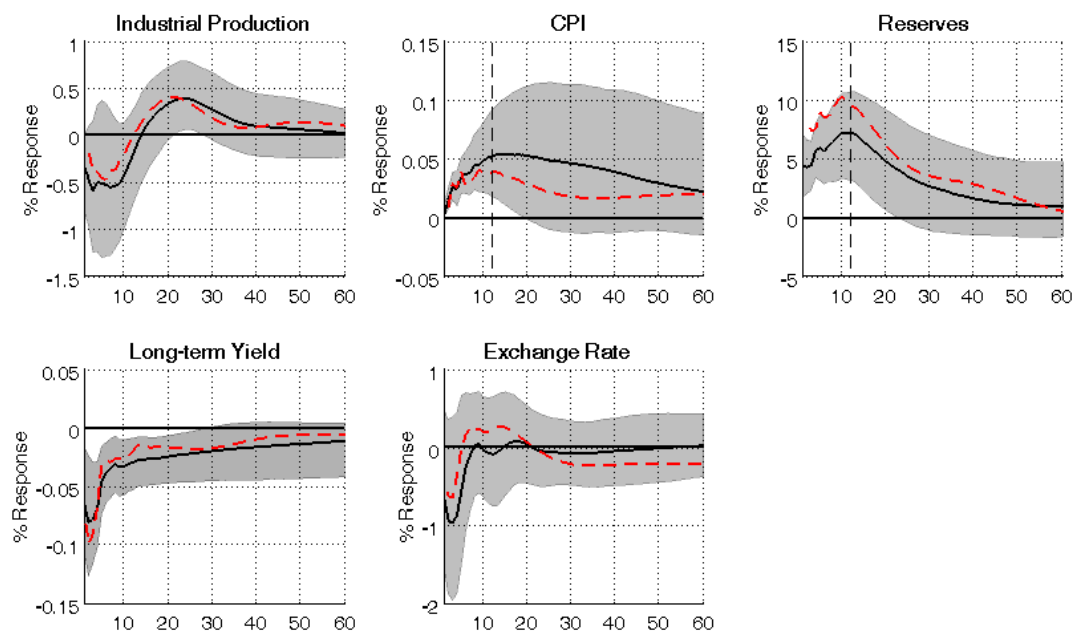 Industrial Production
% Response
1
0.5
0
-0.5
-1
-1.5
10 20 30 40 50 60
CPI
% Response
0.15
0.1
0.05
0
-0.05
10 20 30 40 50 60
Reserves
% Response
15
10
5
0
-5
10 20 30 40 50 60
Long-term Yield
% Response
0.05
0
-0.05
-0.1
-0.15
10 20 30 40 50 60
Exchange Rate
% Response
1
0
-1
-2
10 20 30 40 50 60